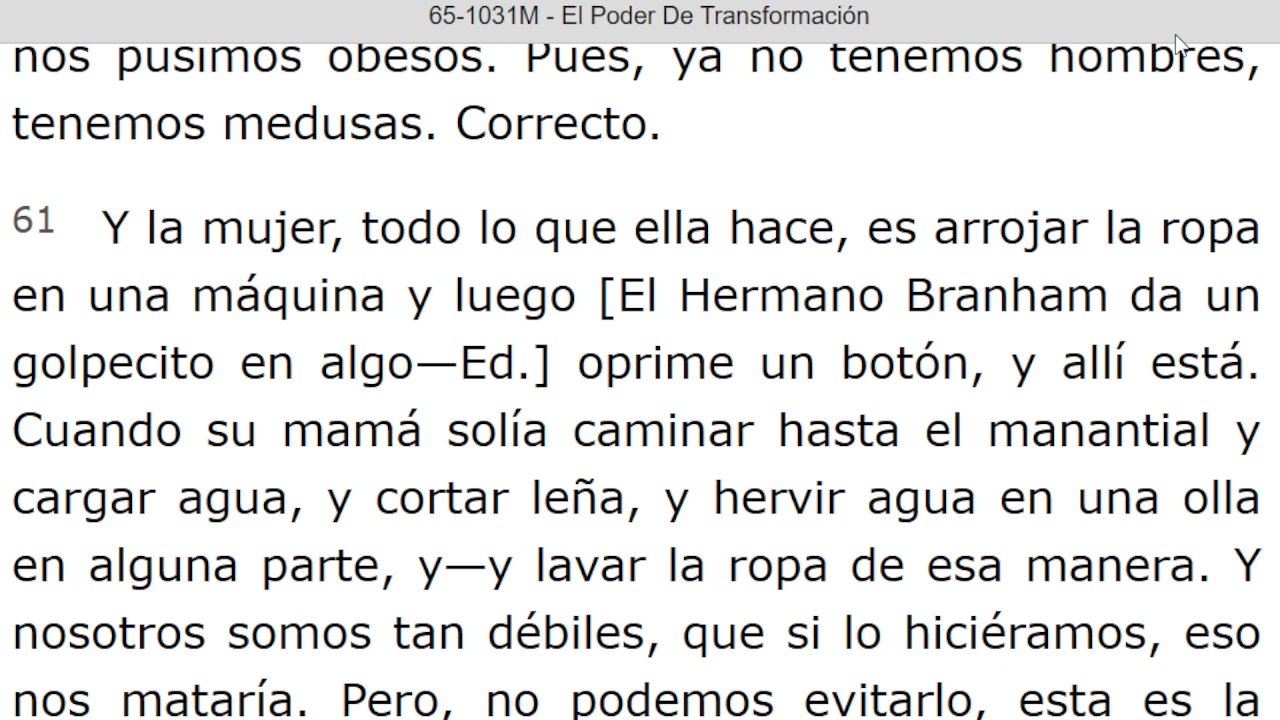 65-1031M - El Poder De Transformación
nos pusimos obesos. Pues, ya no tenemos hombres,
tenemos medusas. Correcto.
61 Y la mujer, todo lo que ella hace, es arrojar la ropa
en una máquina y luego [El Hermano Branham da un
golpecito en algo—Ed.] oprime un botón, y allí está.
Cuando su mamá solía caminar hasta el manantial y
cargar agua, y cortar leña, y hervir agua en una olla
en alguna parte, y—y lavar la ropa de esa manera. Y
nosotros somos tan débiles, que si lo hiciéramos, eso
nos mataría. Pero, no podemos evitarlo, esta es la